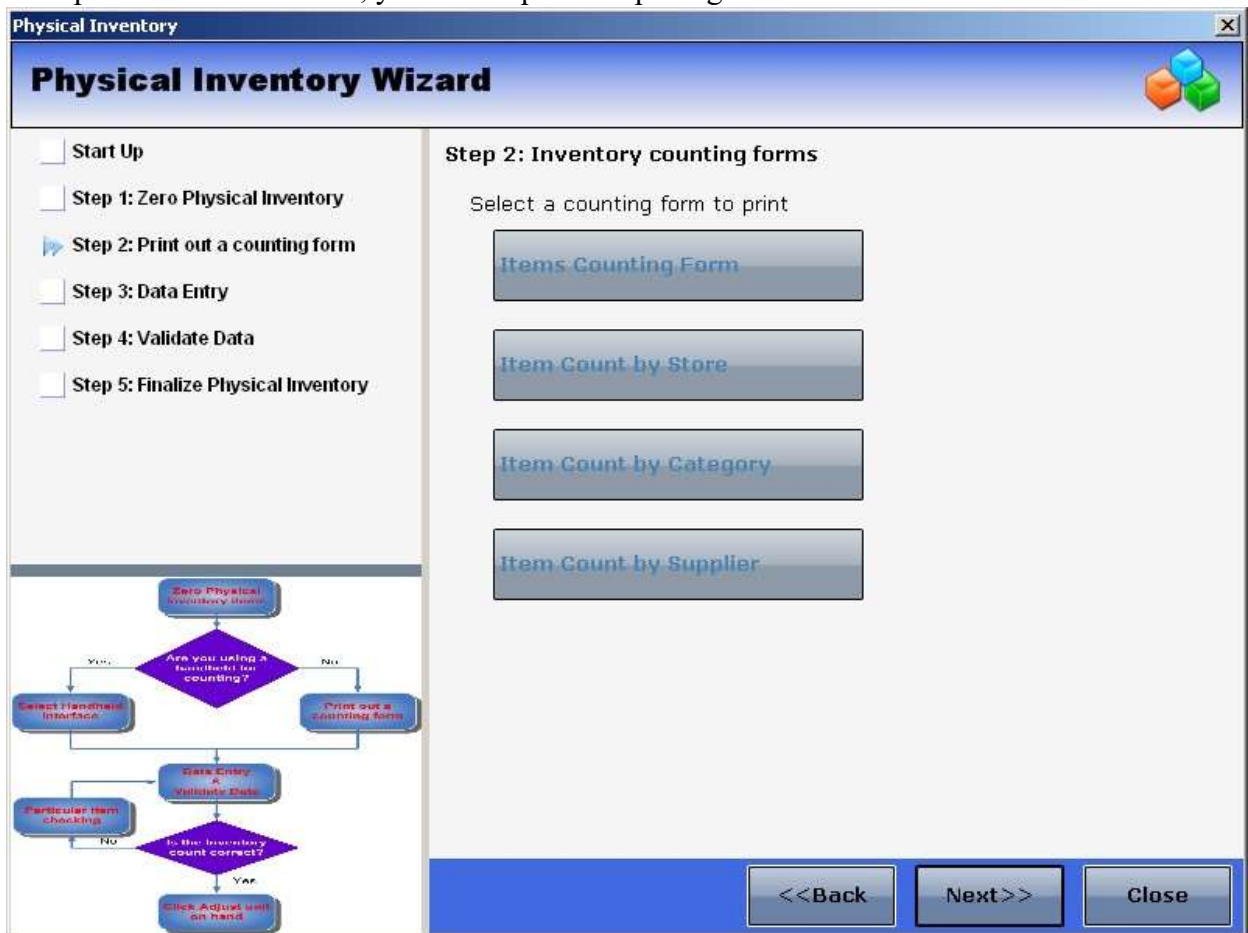 Physical Inventory
Physical Inventory Wizard
Start Up
Step 1: Zero Physical Inventory
Step 2: Print out a counting form
Step 3: Data Entry
Step 4: Validate Data
Step 5: Finalize Physical Inventory
Step 2: Inventory counting forms
Select a counting form to print
Items Counting Form
Item Count by Store
Item Count by Category
Item Count by Supplier
Zero Physical
Inventory items
Are you using a
handheld for
counting?
Yes
No
Select Handheld
Interface
Print out a
counting form
Data Entry
&
Validate Data
Particular Item
checking
No
Is the Inventory
count correct?
Yes
Click Adjust unit
on hand
<<Back
Next>>
Close